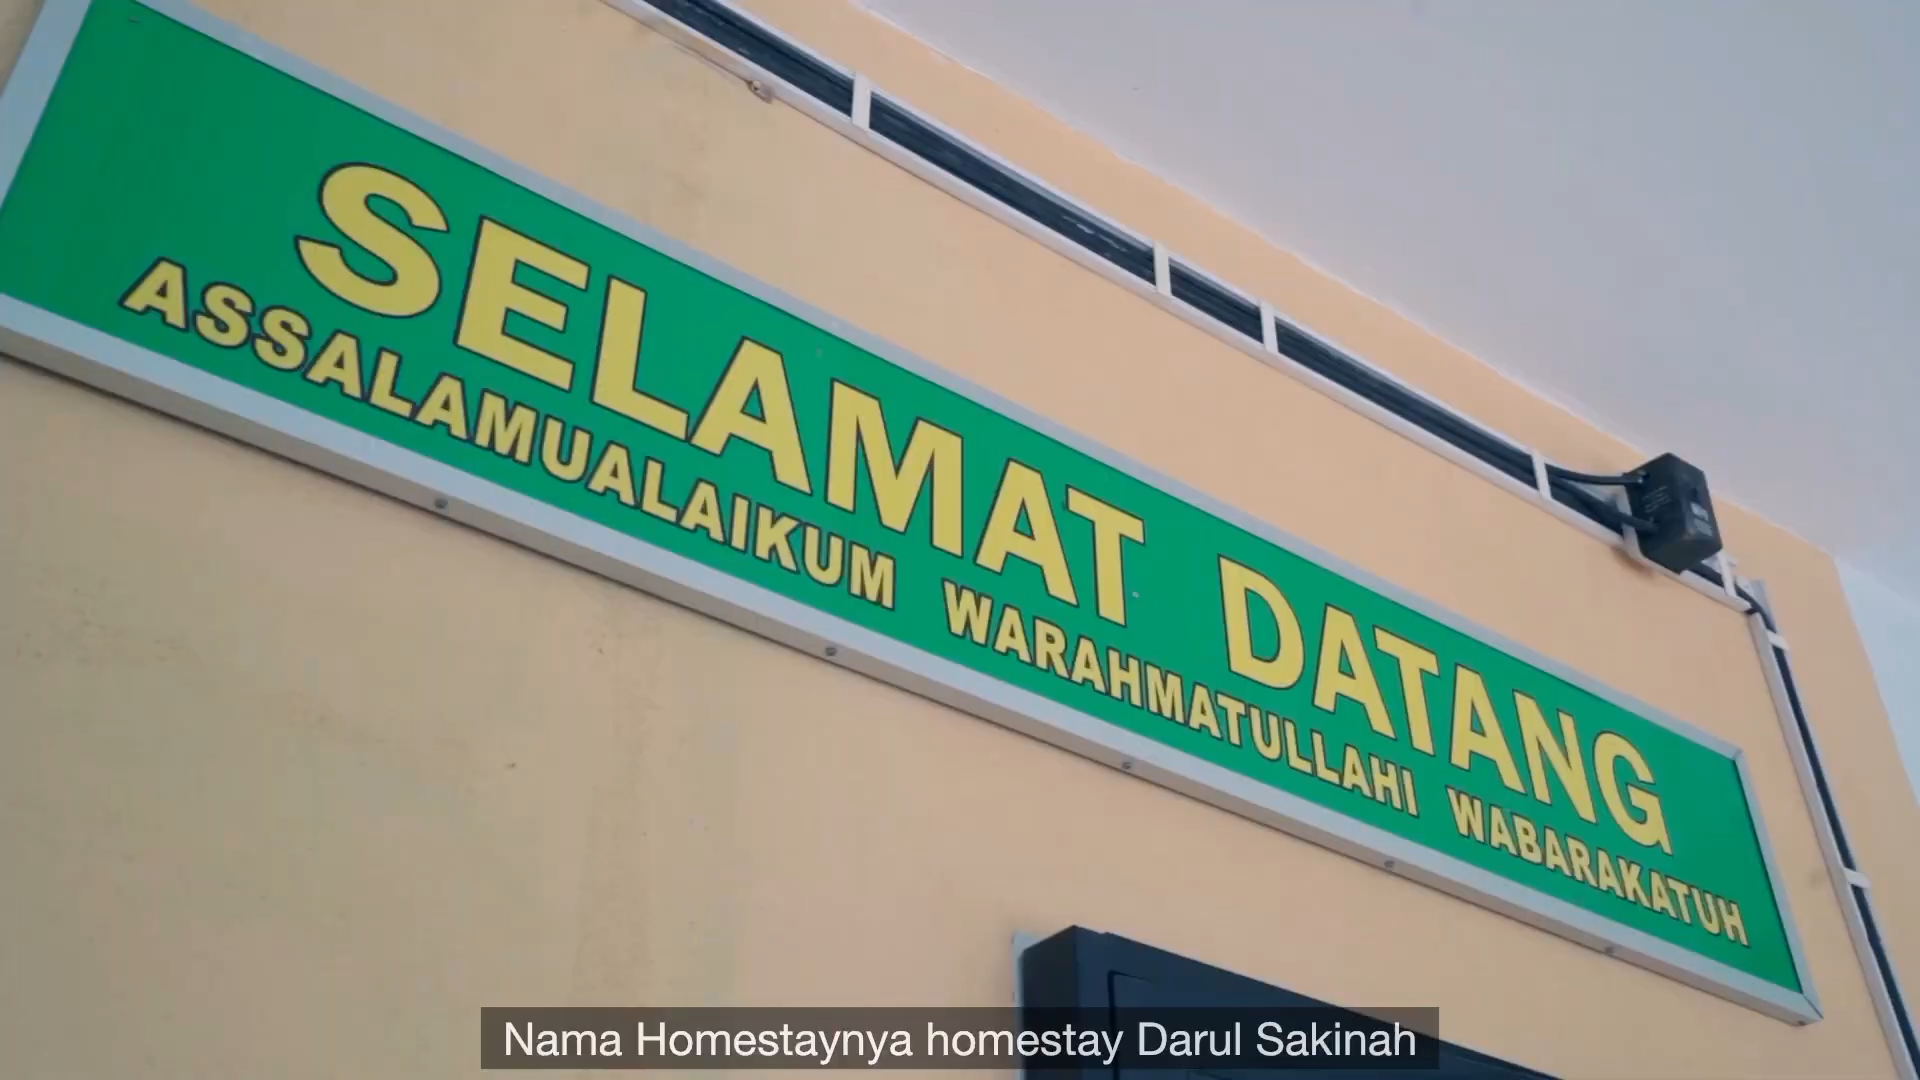 SELAMAT DATANG
ASSALAMUALAIKUM WARAHMATULLAHI WABARAKATUH
Nama Homestaynya homestay Darul Sakinah